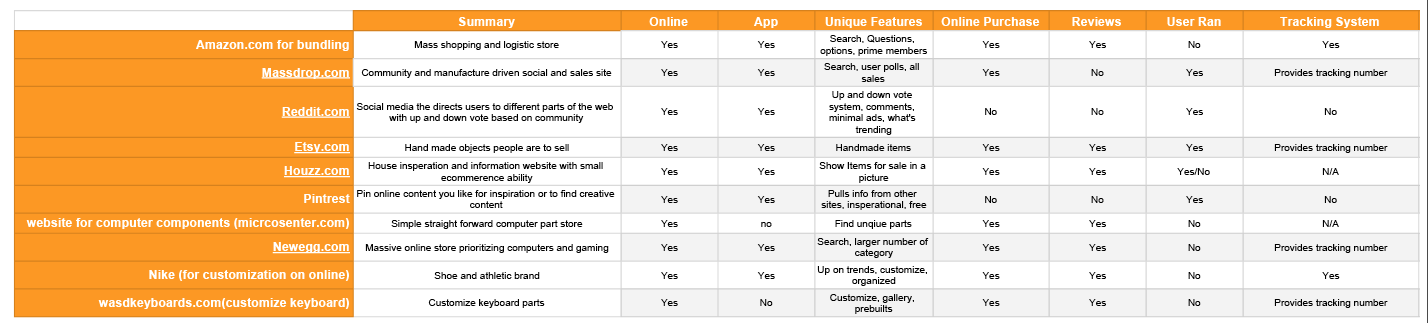 Summary Online App Unique Features Online Purchase Reviews User Ran Tracking System
Amazon.com for bundling Mass shopping and logistic store Yes Yes Search, Questions, Yes Yes No Yes
options, prime members
Massdrop.com Community and manufacture driven social and sales site Yes Yes Search, user polls, all Yes No Yes Provides tracking number
sales
Reddit.com Social media the directs users to different parts of the web Yes Yes Up and down vote No No Yes No
with up and down vote based on community system, comments,
minimal ads, what's
trending
Etsy.com Hand made objects people are to sell Yes Yes Handmade items Yes Yes Yes Provides tracking number
Houzz.com House insperation and information website with small Yes Yes Show Items for sale in a Yes Yes Yes/No N/A
ecommerence ability picture
Pintrest Pin online content you like for inspiration or to find creative Yes Yes Pulls info from other No No Yes No
content sites, insperational, free
website for computer components (micrcosenter.com) Simple straight forward computer part store Yes no Find unqiue parts Yes Yes No N/A
Newegg.com Massive online store prioritizing computers and gaming Yes Yes Search, larger number of Yes Yes No Provides tracking number
category
Nike (for customization on online) Shoe and athletic brand Yes Yes Up on trends, customize, Yes Yes No Yes
organized
wasdkeyboards.com(customize keyboard) Customize keyboard parts Yes No Customize, gallery, Yes Yes No Provides tracking number
prebuilts